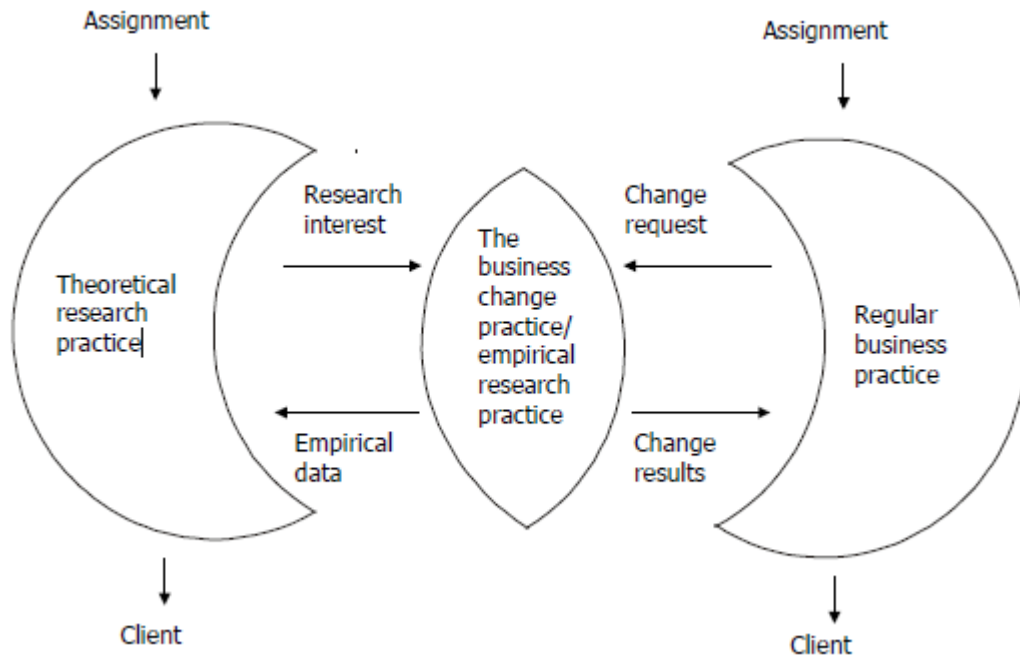 Assignment
Assignment
Research
interest
Change
request
Theoretical
research
practice
The
business
change
practice/
empirical
research
practice
Regular
business
practice
Empirical
data
Change
results
Client
Client